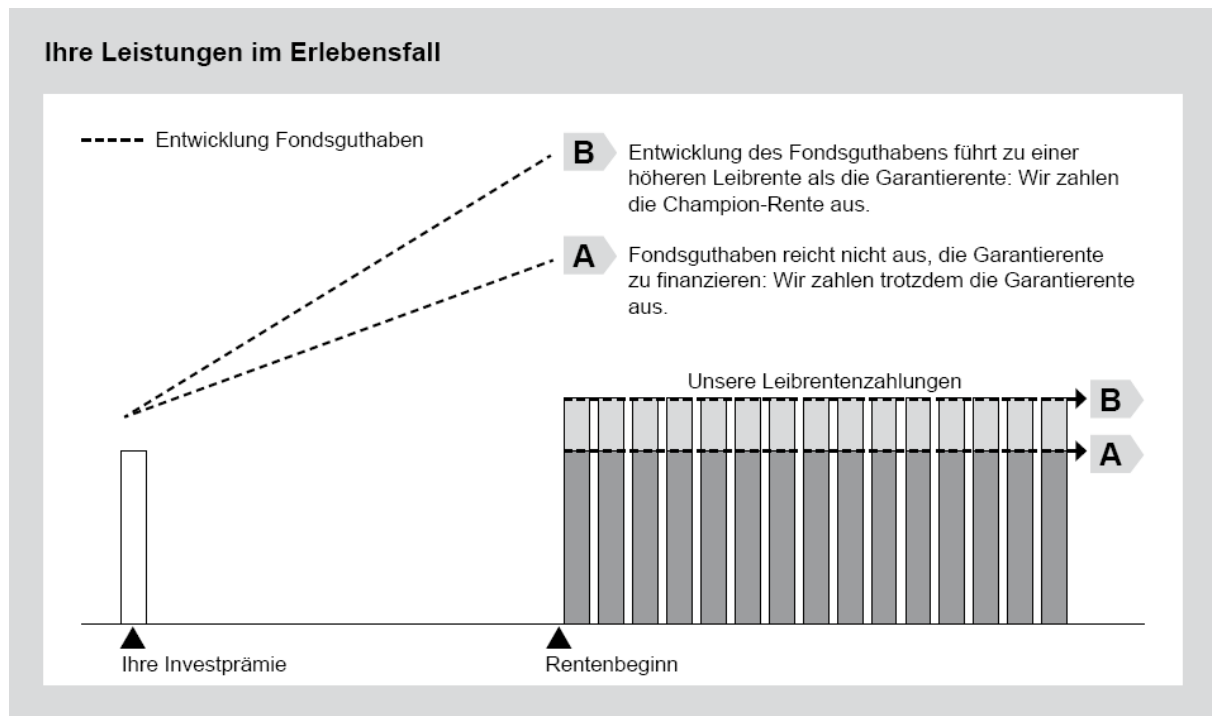 Ihre Leistungen im Erlebensfall
Entwicklung Fondsguthaben
B
Entwicklung des Fondsguthabens führt zu einer
höheren Leibrente als die Garantierente: Wir zahlen
die Champion-Rente aus.
A
Fondsguthaben reicht nicht aus, die Garantierente
zu finanzieren: Wir zahlen trotzdem die Garantierente
aus.
Unsere Leibrentenzahlungen
B
A
Ihre Investprämie
Rentenbeginn